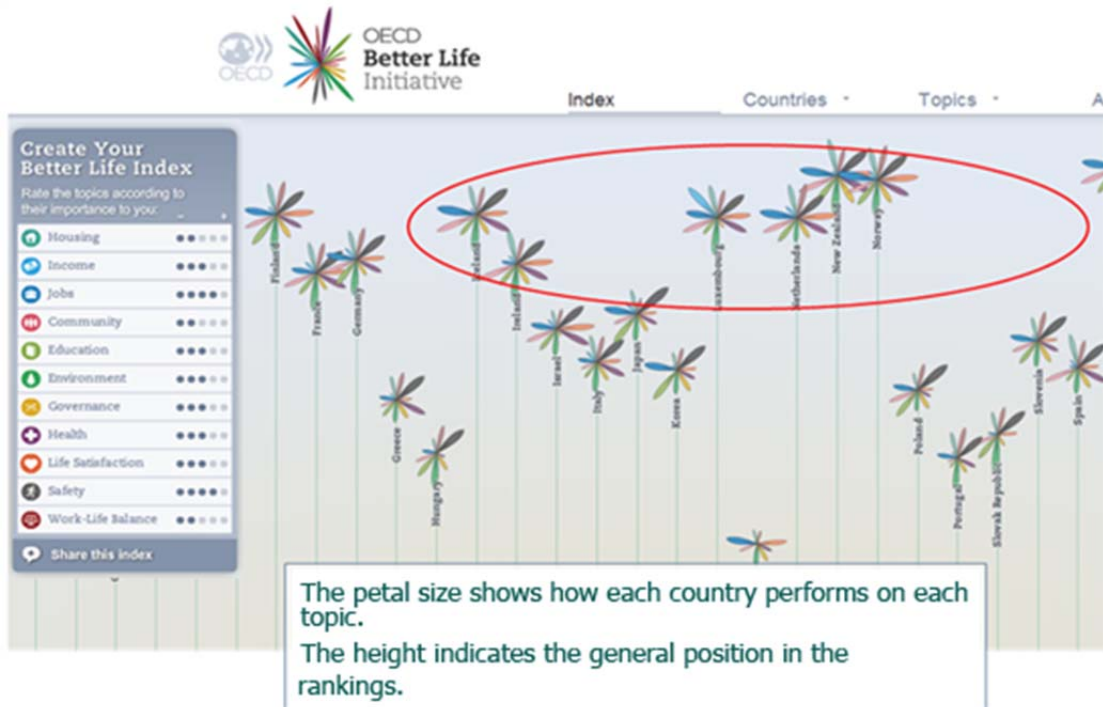 OECD
OECD
Better Life
Initiative
Index Countries Topics A
Create Your
Better Life Index
Rate the topics according to
their importance to you:
- +
Housing
Income
Jobs
Community
Education
Environment
Governance
Health
Life Satisfaction
Safety
Work-Life Balance
Share this index
Finland
France
Germany
Greece
Hungary
Iceland
Ireland
Israel
Italy
Japan
Korea
Luxembourg
Netherlands
New Zealand
Norway
Poland
Portugal
Slovak Republic
Slovenia
Spain
The petal size shows how each country performs on each
topic.
The height indicates the general position in the
rankings.